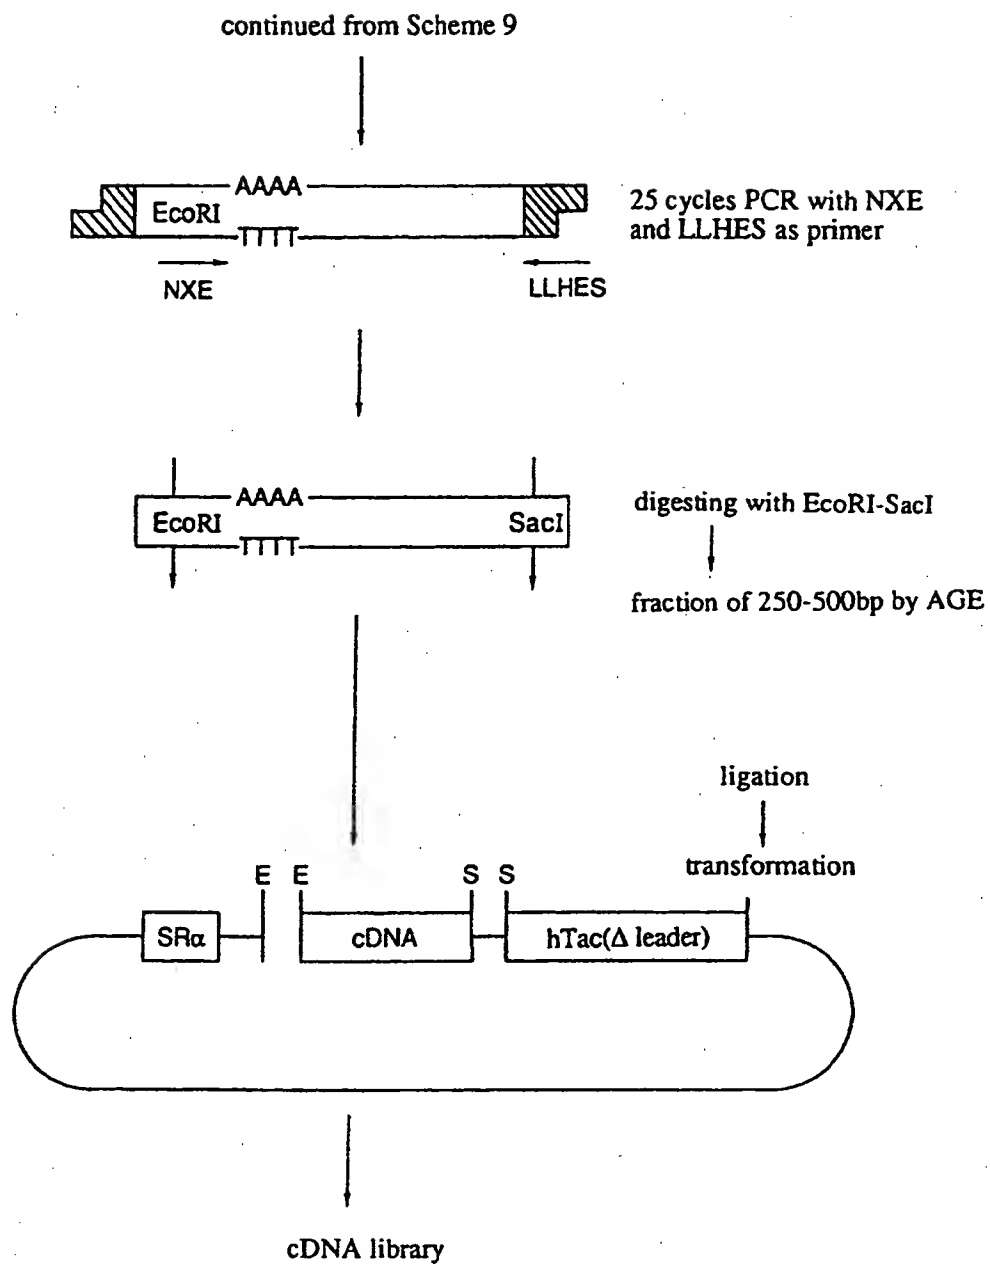 continued from Scheme 9
AAAA
EcoRI
TTTT
NXE
LLHES
25 cycles PCR with NXE
and LLHES as primer
AAAA
EcoRI
SacI
TTTT
digesting with EcoRI-SacI
fraction of 250-500bp by AGE
ligation
transformation
E E S S
SRα
cDNA
hTac(Δ leader)
cDNA library